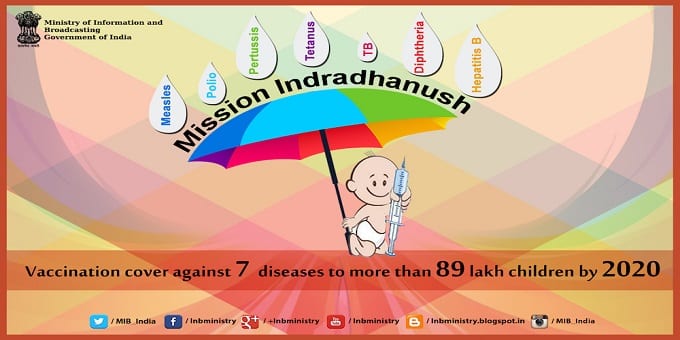 Ministry of Information and
Broadcasting
Government of India
Measles
Polio
Pertussis
Tetanus
TB
Diphtheria
Hepatitis B
Mission Indradhanush
Vaccination cover against 7 diseases to more than 89 lakh children by 2020
/ MIB_India
/ Inbministry
/ +Inbministry
/ Inbministry
/ Inbministry.blogspot.in
/ MIB_India